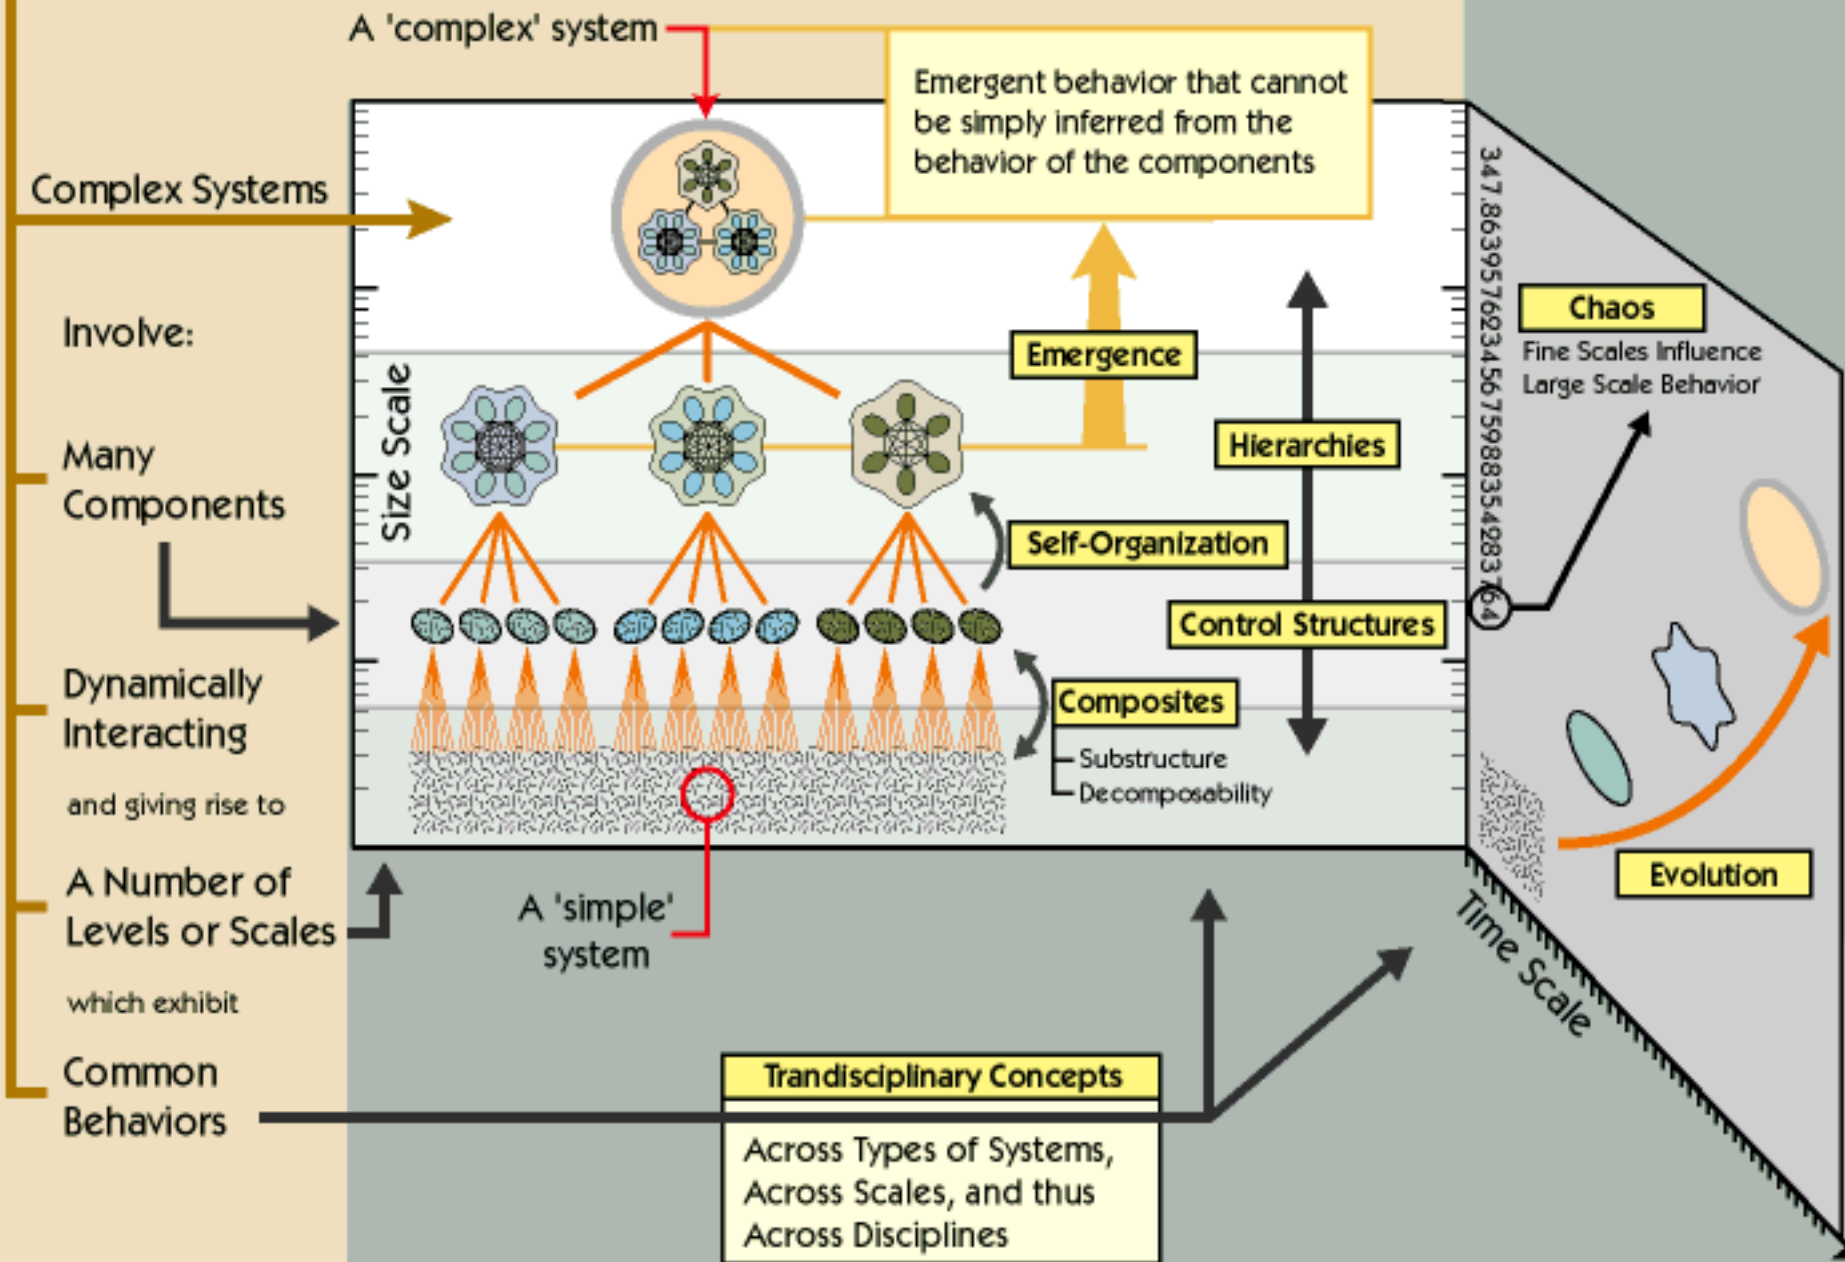 A 'complex' system
Emergent behavior that cannot
be simply inferred from the
behavior of the components
Complex Systems
Involve:
Many
Components
Dynamically
Interacting
and giving rise to
A Number of
Levels or Scales
which exhibit
Common
Behaviors
Size Scale
Emergence
Hierarchies
Self-Organization
Control Structures
Composites
Substructure
Decomposability
A 'simple'
system
347.86395762345675988354283764
Chaos
Fine Scales Influence
Large Scale Behavior
Evolution
Time Scale
Trandisciplinary Concepts
Across Types of Systems,
Across Scales, and thus
Across Disciplines